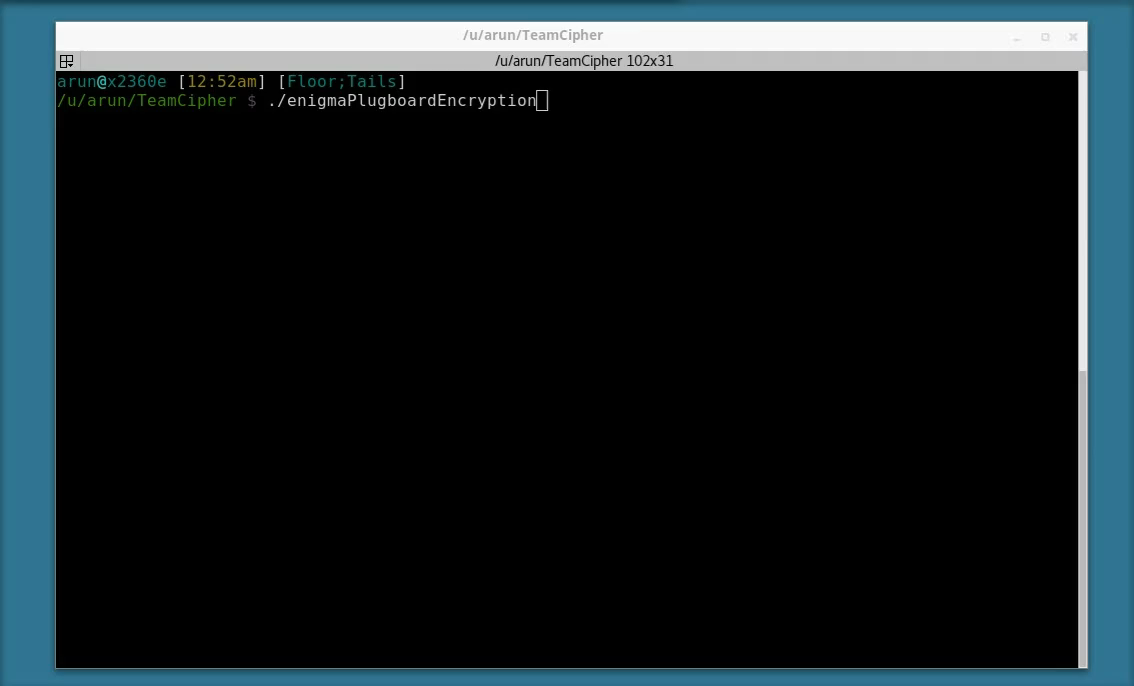 /u/arun/TeamCipher
/u/arun/TeamCipher 102x31
arun@x2360e [12:52am] [Floor;Tails]
/u/arun/TeamCipher $ ./enigmaPlugboardEncryption